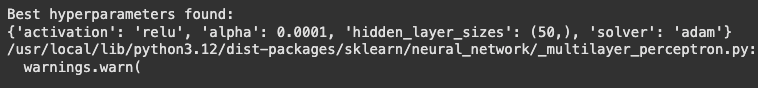 Best hyperparameters found:
{'activation': 'relu', 'alpha': 0.0001, 'hidden_layer_sizes': (50,), 'solver': 'adam'}
/usr/local/lib/python3.12/dist-packages/sklearn/neural_network/_multilayer_perceptron.py:
  warnings.warn(